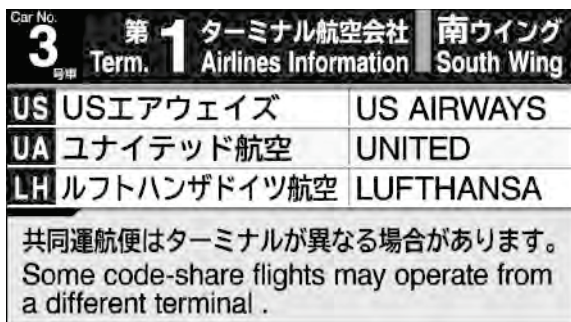 Car No. 3 号車
第1ターミナル航空会社 南ウイング
Term. 1 Airlines Information South Wing
US USエアウェイズ US AIRWAYS
UA ユナイテッド航空 UNITED
LH ルフトハンザドイツ航空 LUFTHANSA
共同運航便はターミナルが異なる場合があります。
Some code-share flights may operate from
a different terminal .